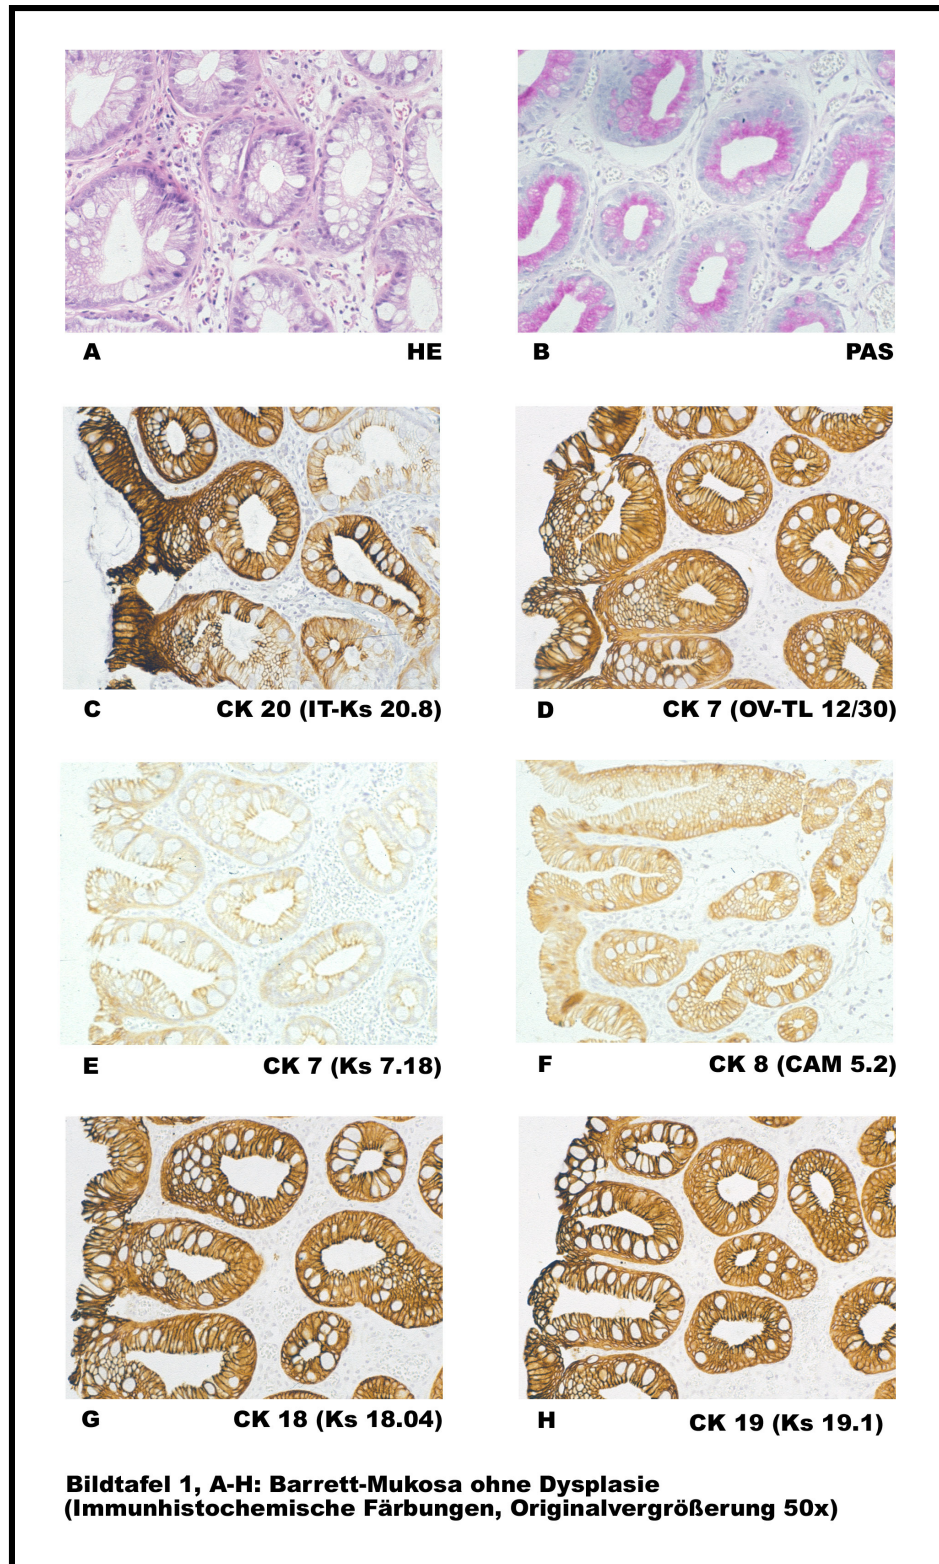 A HE
B PAS
C CK 20 (IT-Ks 20.8)
D CK 7 (OV-TL 12/30)
E CK 7 (Ks 7.18)
F CK 8 (CAM 5.2)
G CK 18 (Ks 18.04)
H CK 19 (Ks 19.1)
Bildtafel 1, A-H: Barrett-Mukosa ohne Dysplasie
(Immunhistochemische Färbungen, Originalvergrößerung 50x)